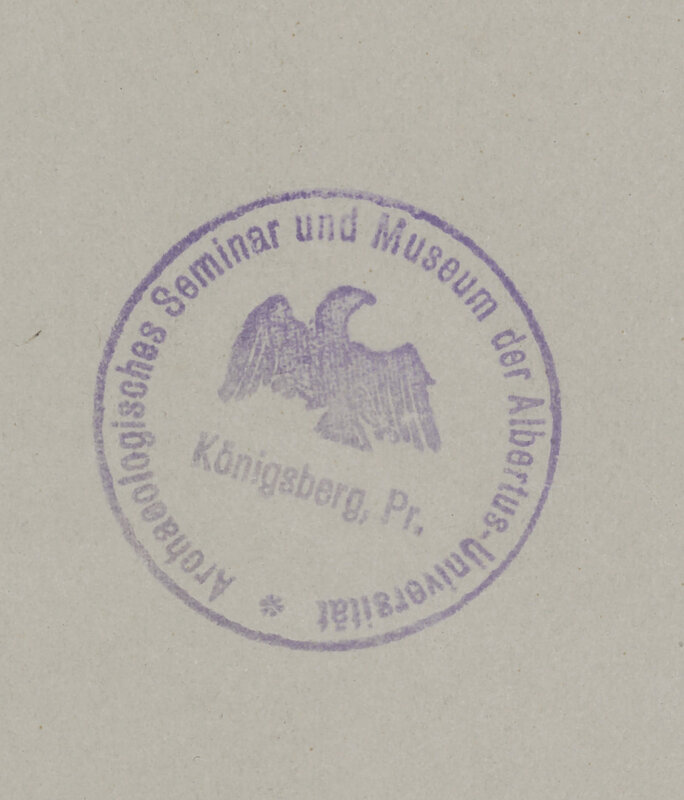 Archaeologisches Seminar und Museum der Albertus-Universität *
Königsberg, Pr.